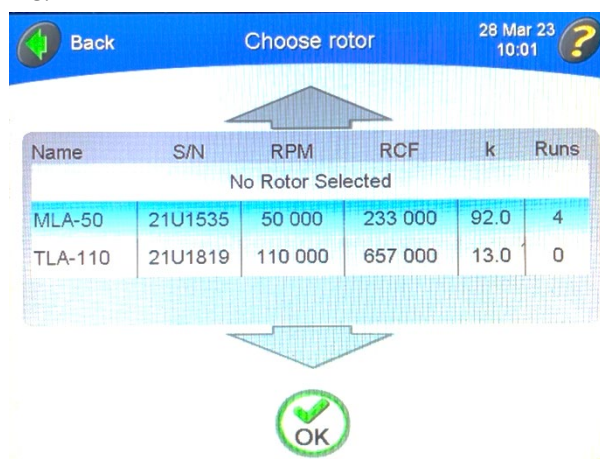 Back Choose rotor 28 Mar 23
10:01 ?
Name S/N RPM RCF k Runs
No Rotor Selected
MLA-50 21U1535 50 000 233 000 92.0 4
TLA-110 21U1819 110 000 657 000 13.0 0
OK